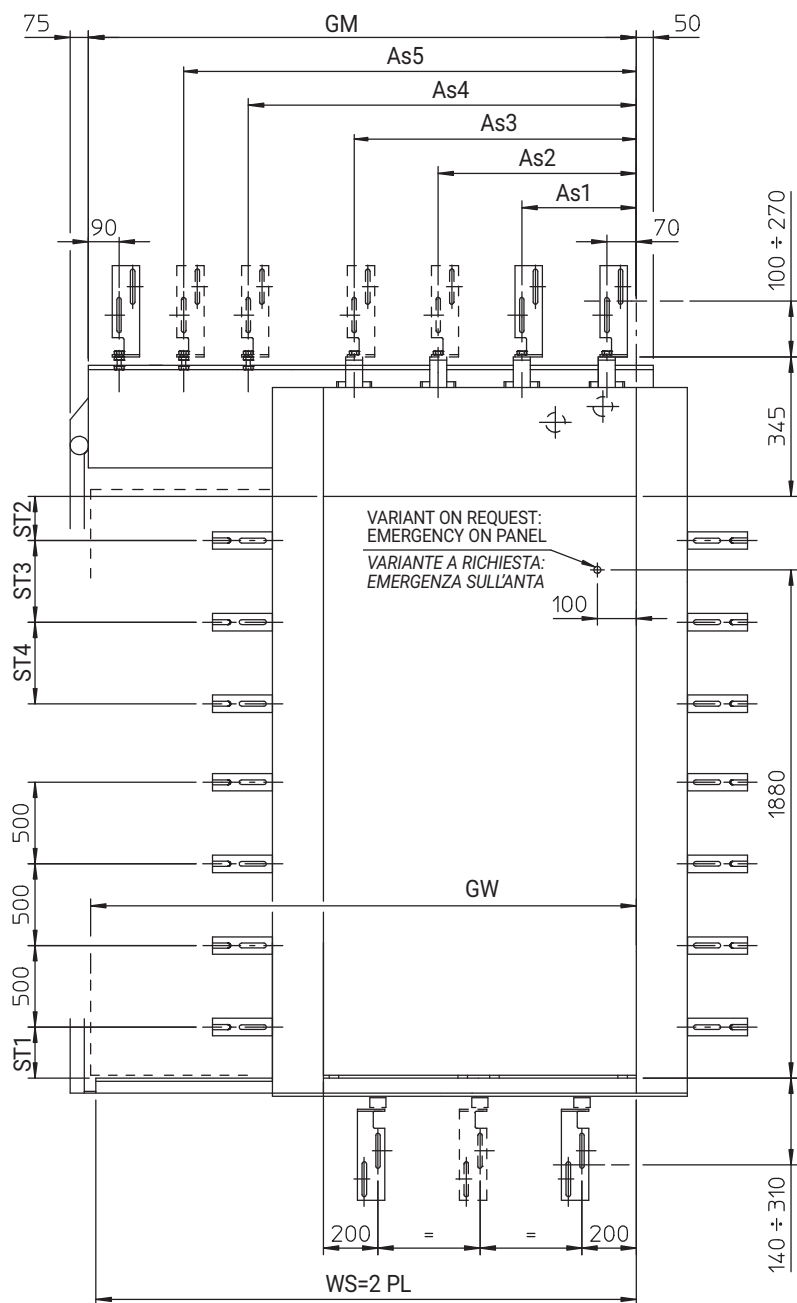 75
GM
50
As5
As4
As3
As2
As1
90
70
100 ÷ 270
345
ST2
ST3
ST4
VARIANT ON REQUEST:
EMERGENCY ON PANEL
VARIANTE A RICHIESTA:
EMERGENZA SULL'ANTA
100
1880
500
500
500
GW
ST1
200
=
=
200
140 ÷ 310
WS=2 PL